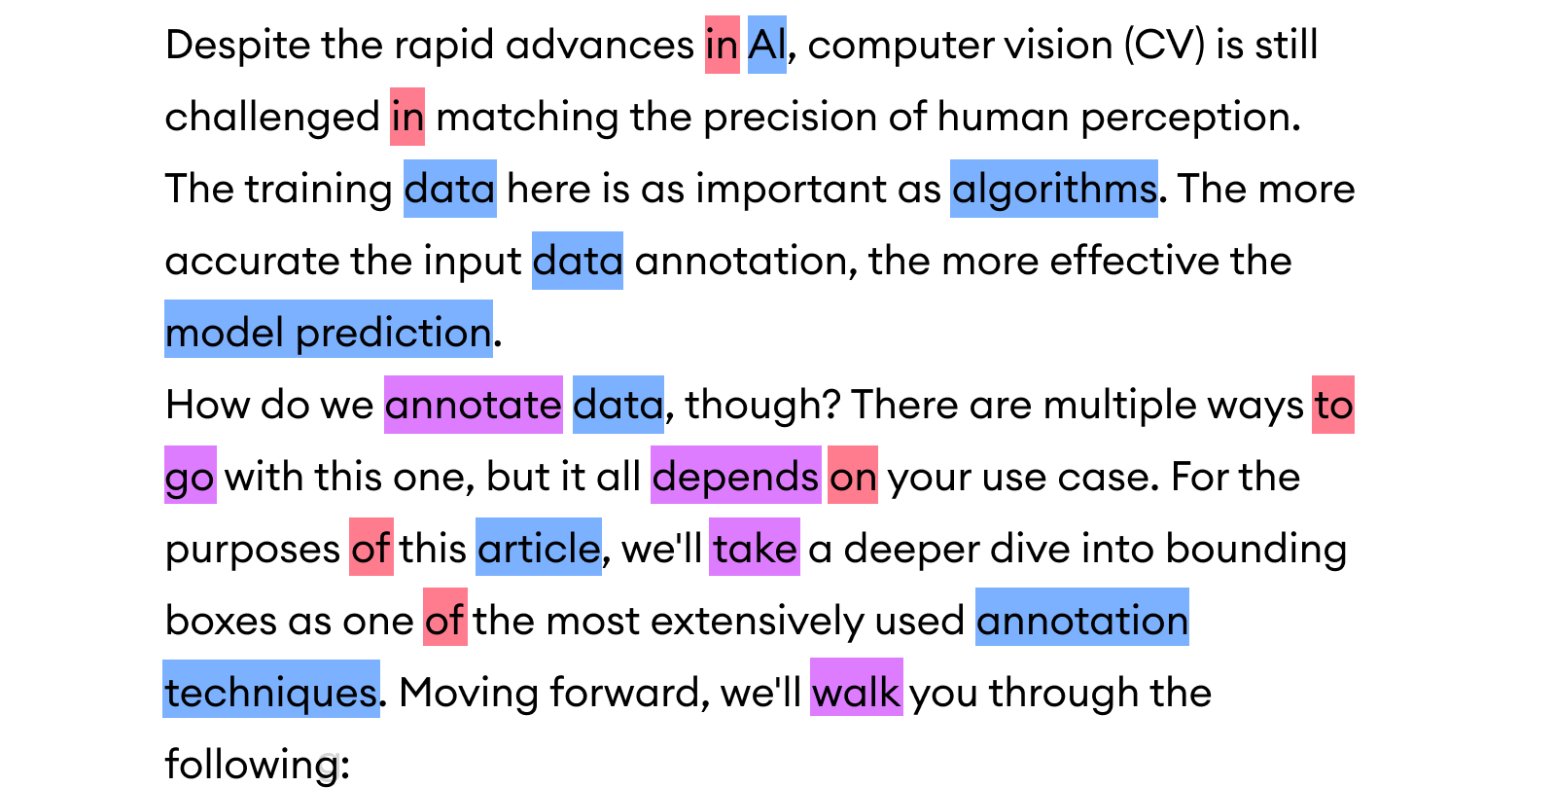 Despite the rapid advances in AI, computer vision (CV) is still
challenged in matching the precision of human perception.
The training data here is as important as algorithms. The more
accurate the input data annotation, the more effective the
model prediction.
How do we annotate data, though? There are multiple ways to
go with this one, but it all depends on your use case. For the
purposes of this article, we'll take a deeper dive into bounding
boxes as one of the most extensively used annotation
techniques. Moving forward, we'll walk you through the
following: